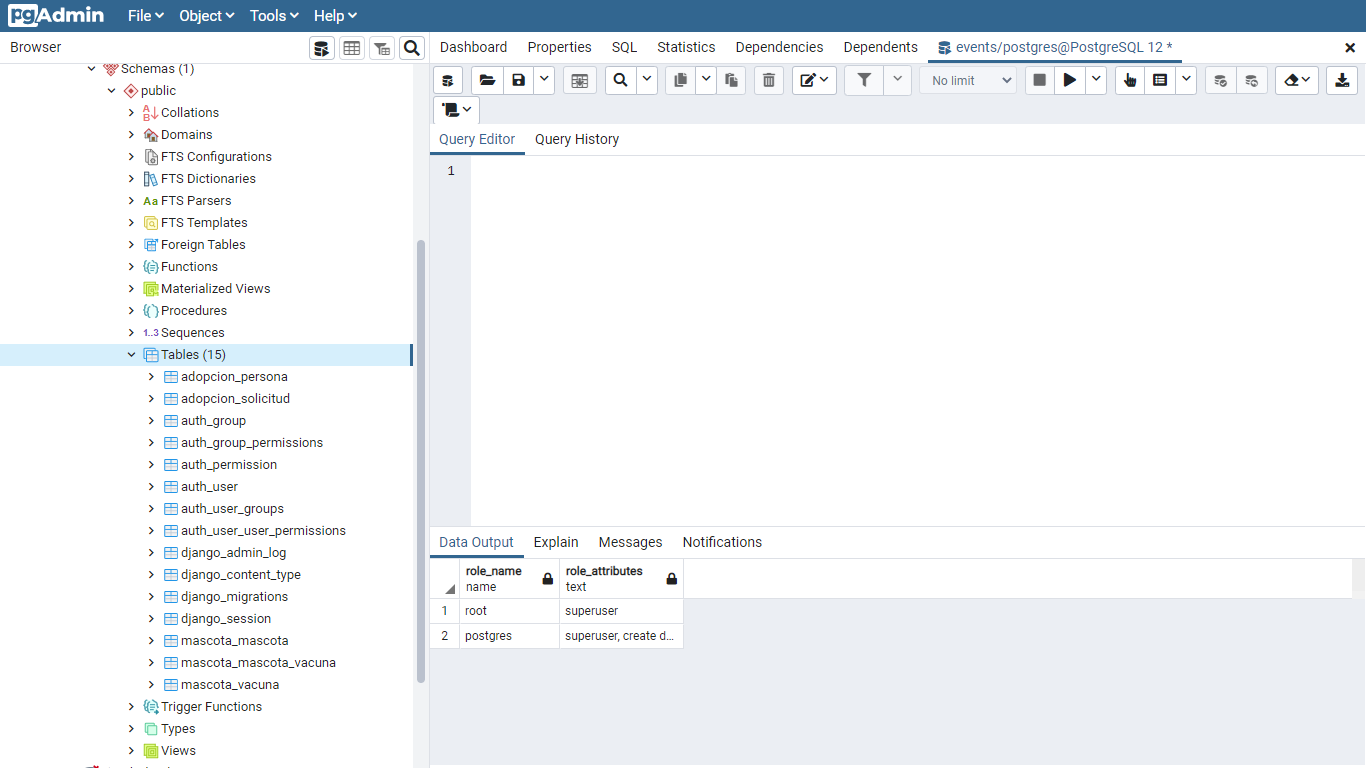 pgAdmin File Object Tools Help
Browser
Dashboard Properties SQL Statistics Dependencies Dependents events/postgres@PostgreSQL 12 *
Schemas (1)
public
Collations
Domains
FTS Configurations
FTS Dictionaries
Aa FTS Parsers
FTS Templates
Foreign Tables
Functions
Materialized Views
Procedures
1..3 Sequences
Tables (15)
adopcion_persona
adopcion_solicitud
auth_group
auth_group_permissions
auth_permission
auth_user
auth_user_groups
auth_user_user_permissions
django_admin_log
django_content_type
django_migrations
django_session
mascota_mascota
mascota_mascota_vacuna
mascota_vacuna
Trigger Functions
Types
Views
No limit
Query Editor Query History
1
Data Output Explain Messages Notifications
role_name role_attributes
name text
1 root superuser
2 postgres superuser, create d...